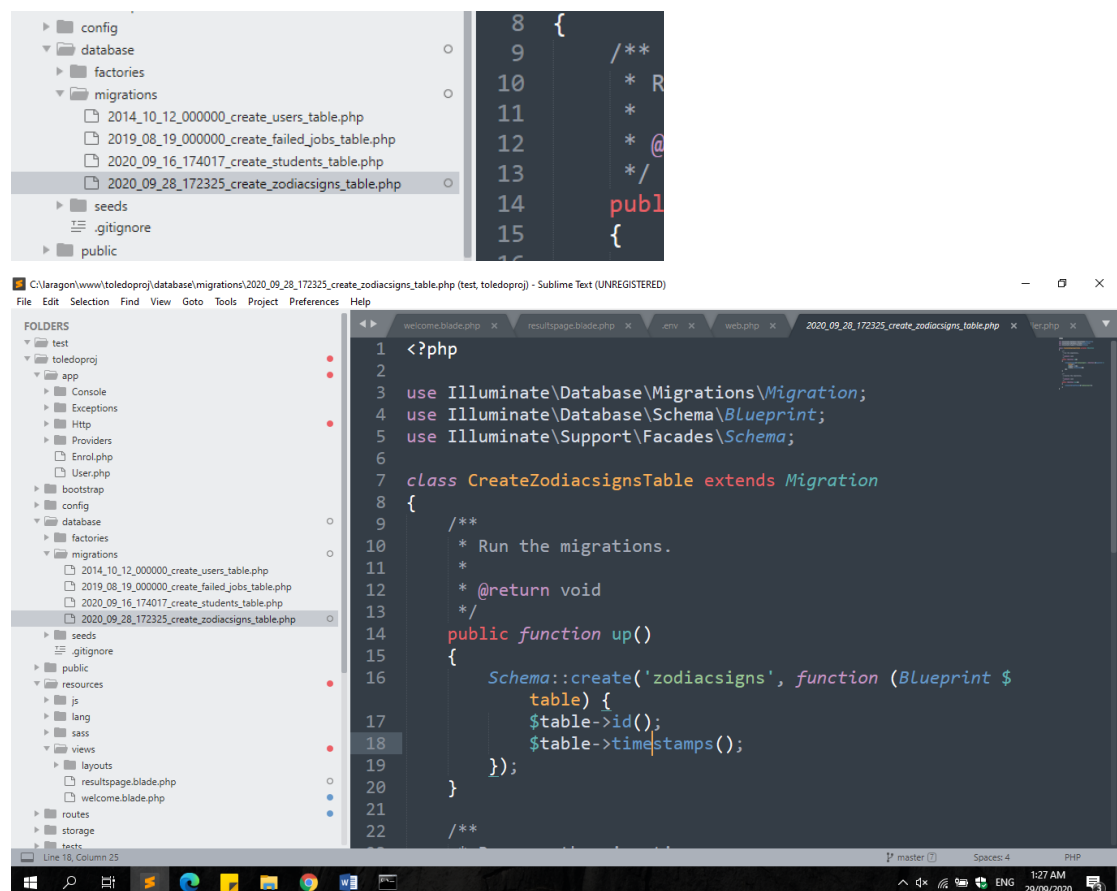 config
database
factories
migrations
2014_10_12_000000_create_users_table.php
2019_08_19_000000_create_failed_jobs_table.php
2020_09_16_174017_create_students_table.php
2020_09_28_172325_create_zodiacsigns_table.php
seeds
.gitignore
public
8 {
9 /**
10 * R
11 *
12 * @
13 */
14 publ
15 {
C:\laragon\www\toledoproj\database\migrations\2020_09_28_172325_create_zodiacsigns_table.php (test, toledoproj) - Sublime Text (UNREGISTERED)
File Edit Selection Find View Goto Tools Project Preferences Help
FOLDERS
test
toledoproj
app
Console
Exceptions
Http
Providers
Enrol.php
User.php
bootstrap
config
database
factories
migrations
2014_10_12_000000_create_users_table.php
2019_08_19_000000_create_failed_jobs_table.php
2020_09_16_174017_create_students_table.php
2020_09_28_172325_create_zodiacsigns_table.php
seeds
.gitignore
public
resources
js
lang
sass
views
layouts
resultspage.blade.php
welcome.blade.php
routes
storage
tests
welcome.blade.php resultspage.blade.php .env web.php 2020_09_28_172325_create_zodiacsigns_table.php ler.php
1 <?php
2
3 use Illuminate\Database\Migrations\Migration;
4 use Illuminate\Database\Schema\Blueprint;
5 use Illuminate\Support\Facades\Schema;
6
7 class CreateZodiacsignsTable extends Migration
8 {
9 /**
10 * Run the migrations.
11 *
12 * @return void
13 */
14 public function up()
15 {
16 Schema::create('zodiacsigns', function (Blueprint $
table) {
17 $table->id();
18 $table->timestamps();
19 });
20 }
21
22 /**
Line 18, Column 25 master 7 Spaces: 4 PHP
ENG 1:27 AM
29/09/2020